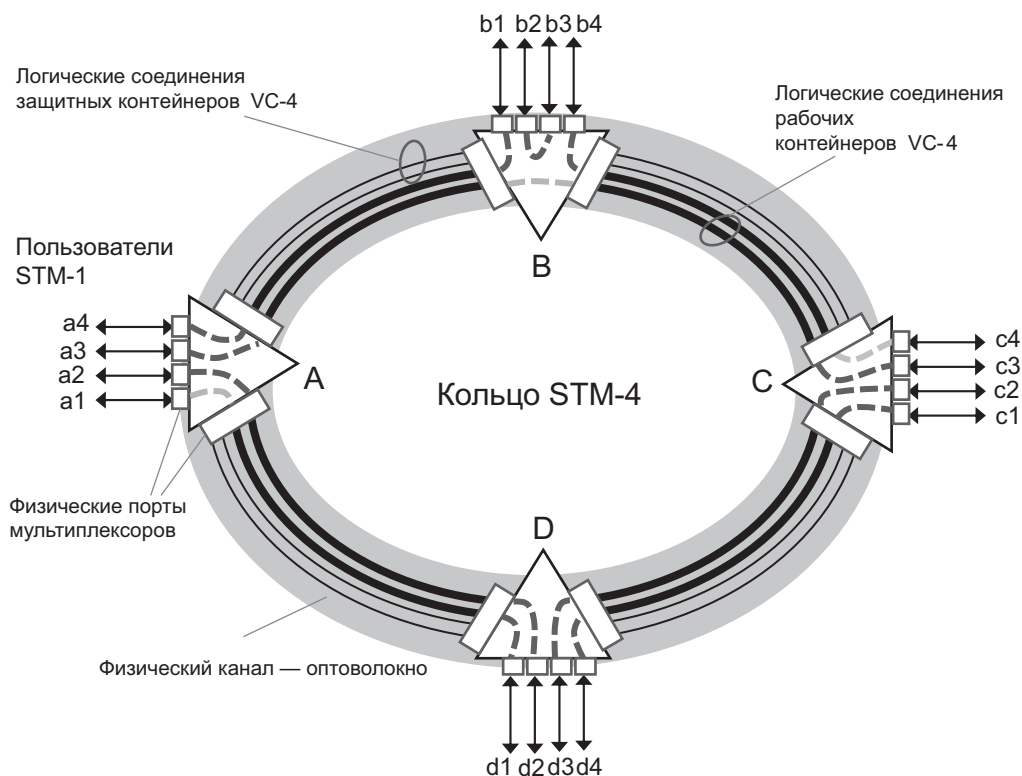 b1 b2 b3 b4
Логические соединения
защитных контейнеров VC-4
Логические соединения
рабочих
контейнеров VC-4
Пользователи
STM-1
B
a4
a3
a2
a1
A
Кольцо STM-4
C
c4
c3
c2
c1
Физические порты
мультиплексоров
D
Физический канал — оптоволокно
d1 d2 d3 d4